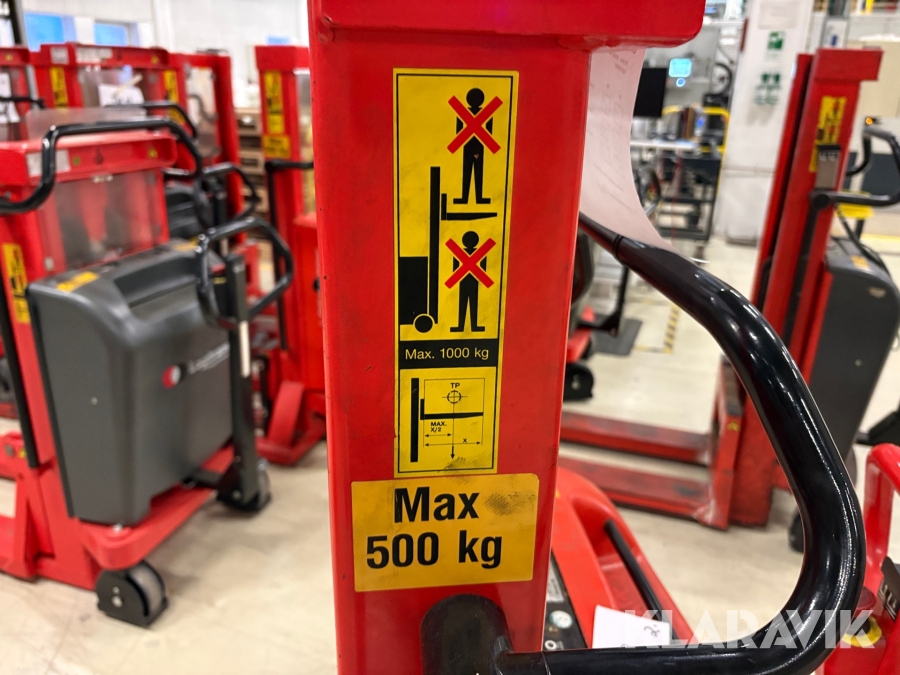 Max. 1000 kg
TP
MAX.
X/2
X
Max
500 kg
KLARAVIK